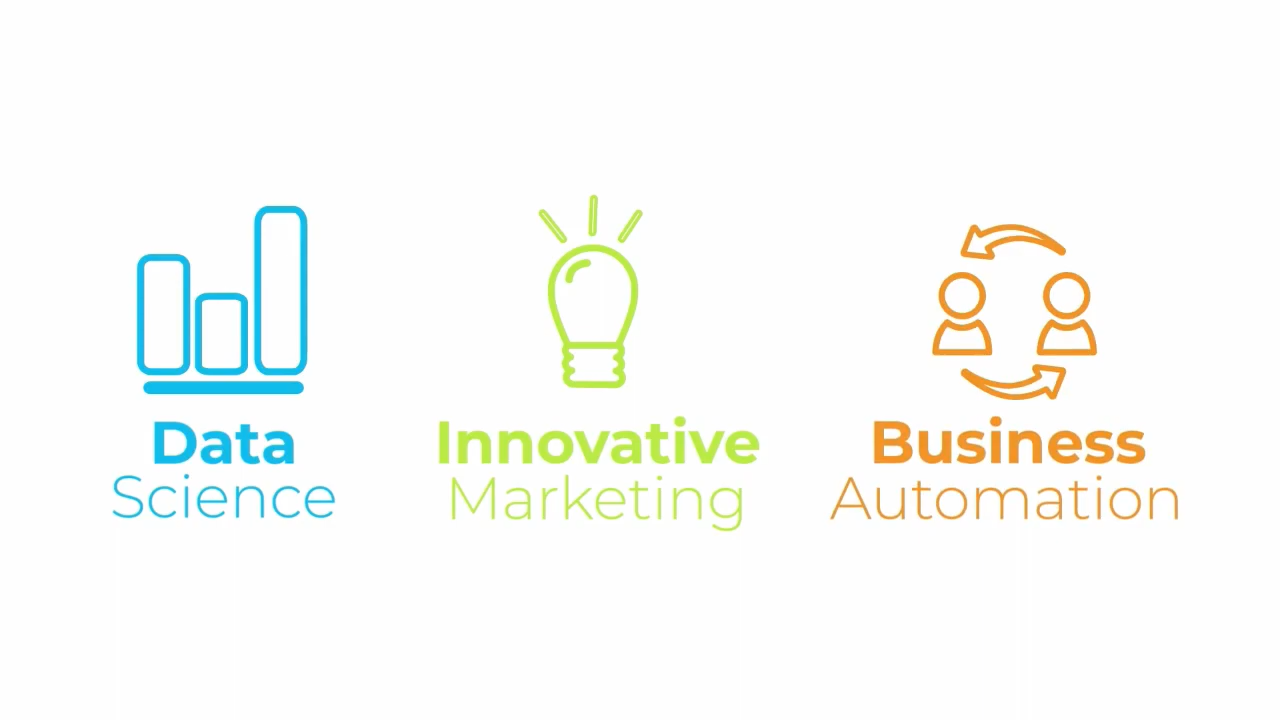 Data
Science
Innovative
Marketing
Business
Automation